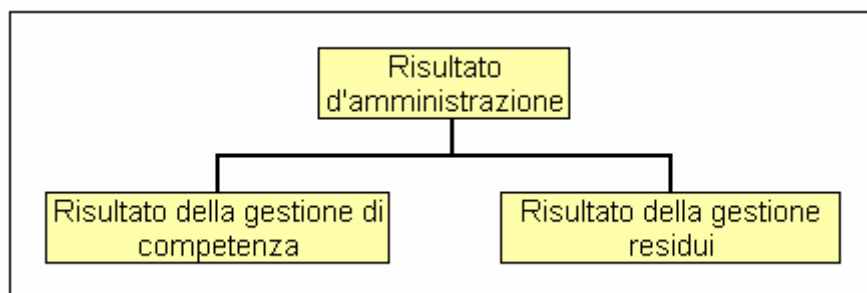 Risultato
d'amministrazione
Risultato della gestione di
competenza
Risultato della gestione
residui